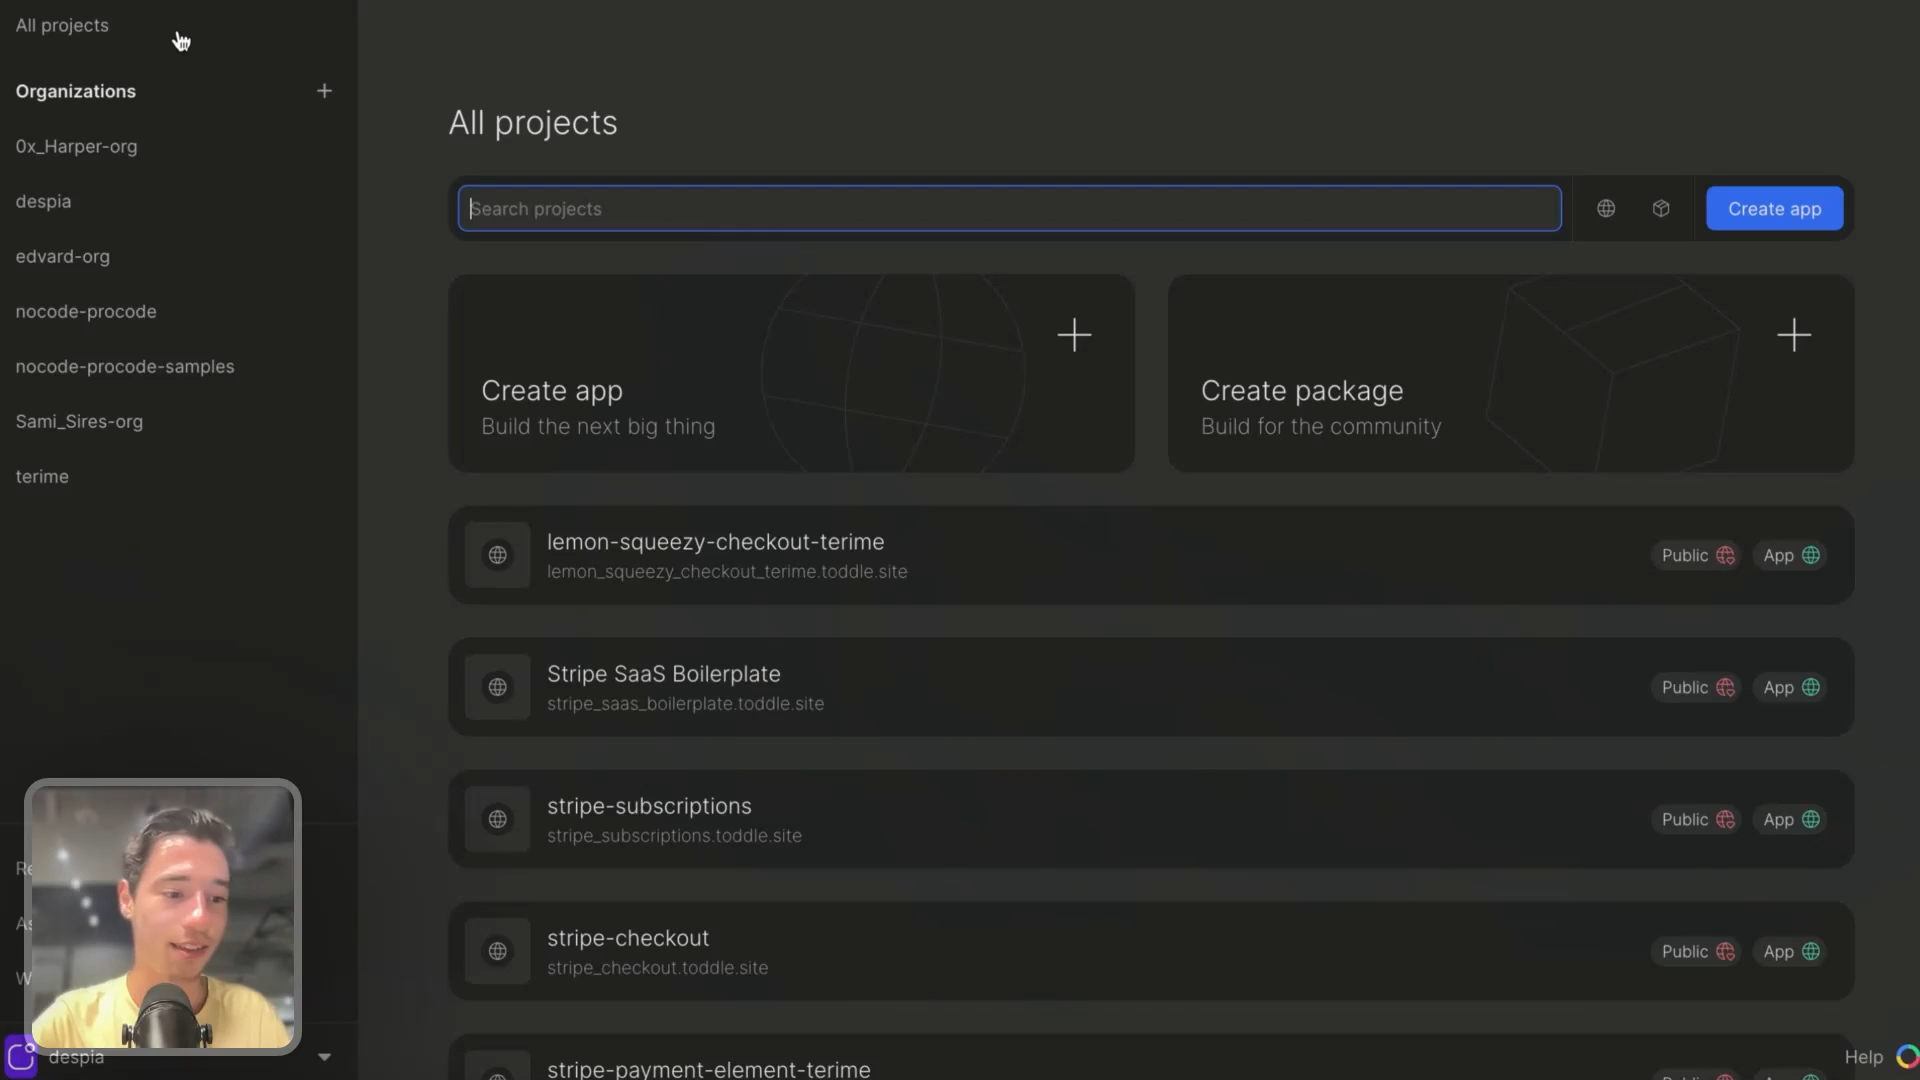 All projects
Organizations
0x_Harper-org
despia
edvard-org
nocode-procode
nocode-procode-samples
Sami_Sires-org
terime
despia
All projects
Search projects
Create app
Create app
Build the next big thing
Create package
Build for the community
lemon-squeezy-checkout-terime
lemon_squeezy_checkout_terime.toddle.site
Public App
Stripe SaaS Boilerplate
stripe_saas_boilerplate.toddle.site
Public App
stripe-subscriptions
stripe_subscriptions.toddle.site
Public App
stripe-checkout
stripe_checkout.toddle.site
Public App
stripe-payment-element-terime
Help